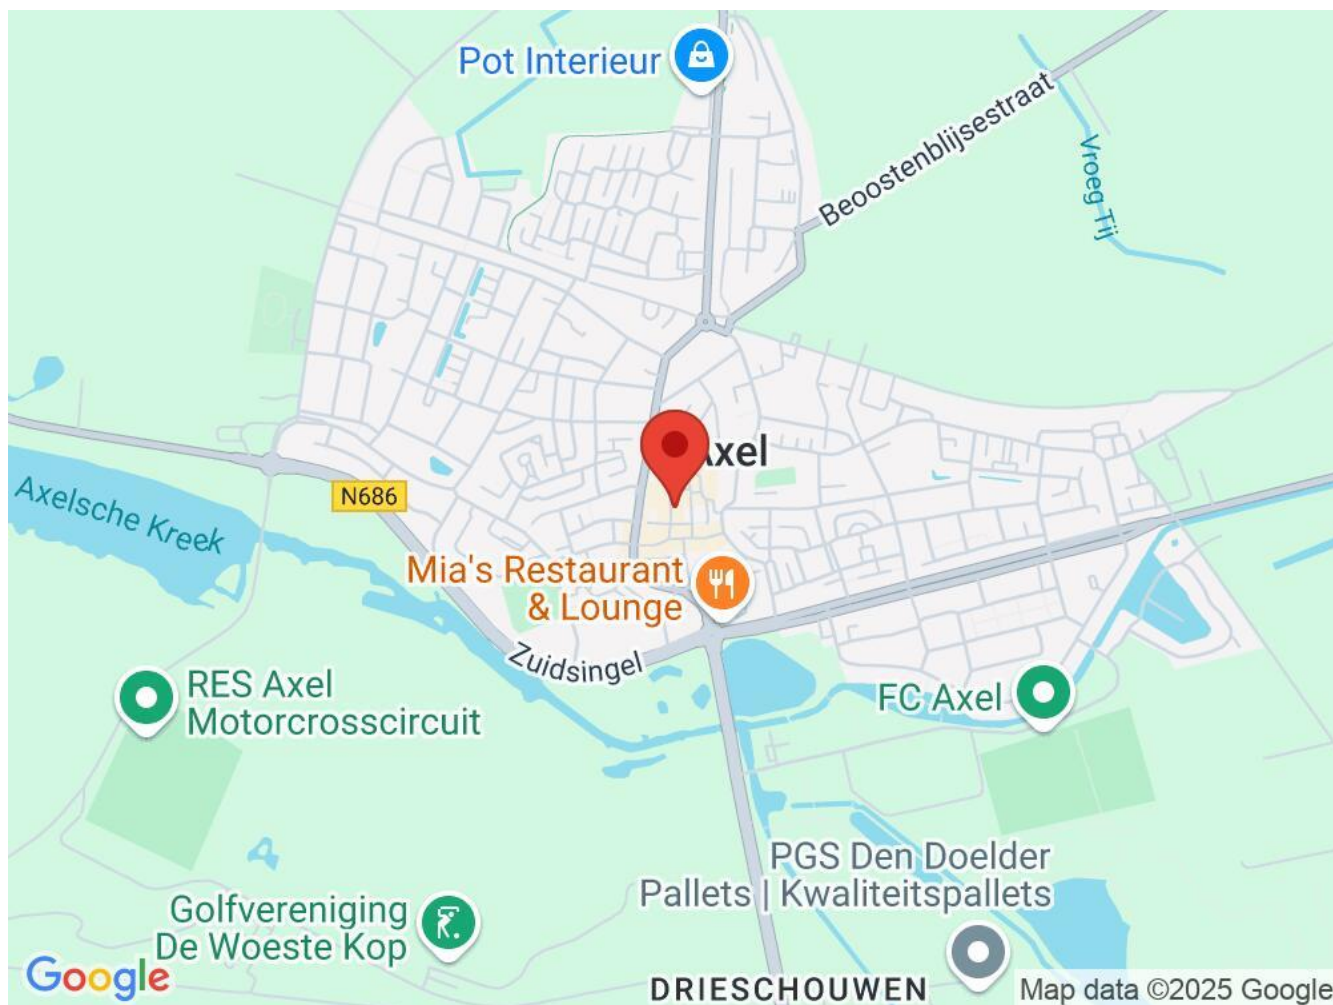 Pot Interieur
Beoostenblijsestraat
Vroeg Tij
Axel
N686
Axelsche Kreek
Mia's Restaurant
& Lounge
Zuidsingel
RES Axel
Motorcrosscircuit
FC Axel
PGS Den Doelder
Pallets | Kwaliteitspallets
Golfvereniging
De Woeste Kop
DRIESCHOUWEN
Google
Map data ©2025 Google